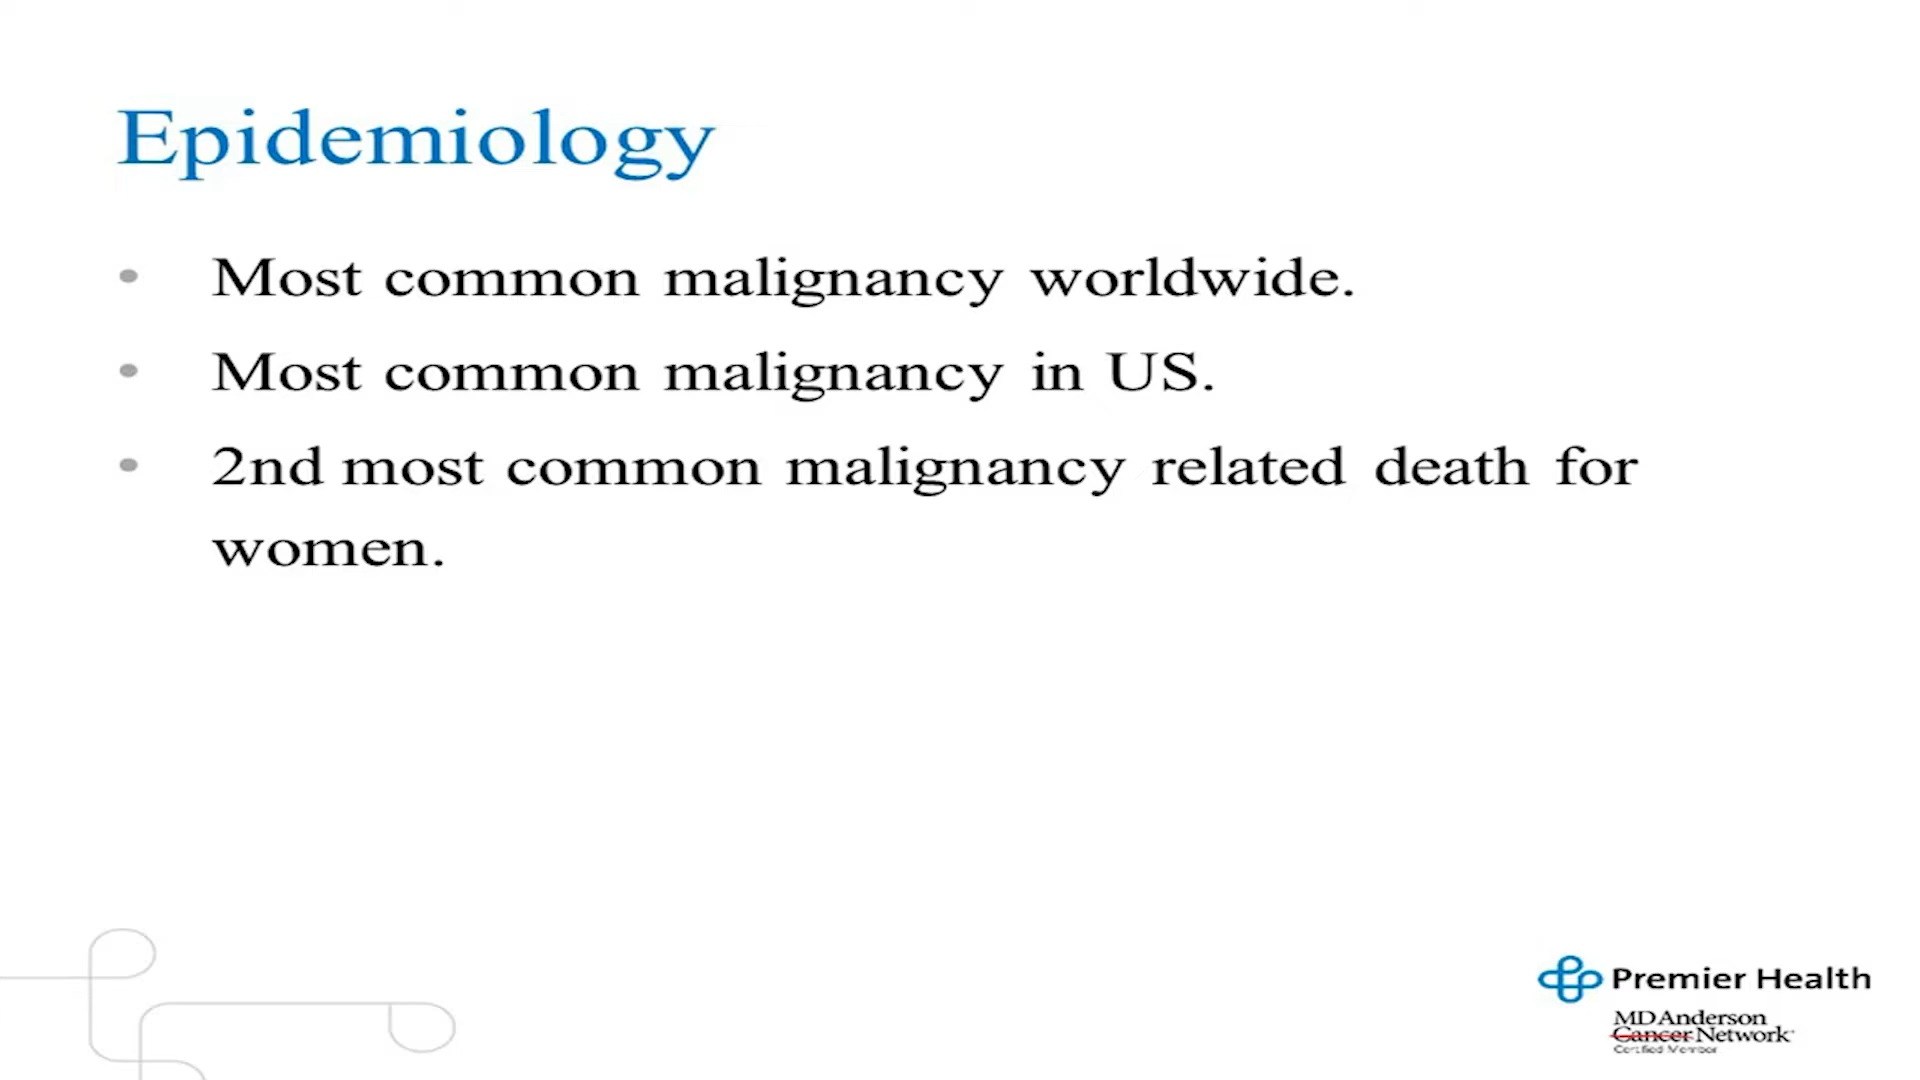 Epidemiology
• Most common malignancy worldwide.
• Most common malignancy in US.
• 2nd most common malignancy related death for
women.
Premier Health
MD Anderson
Cancer Network
Certified Member